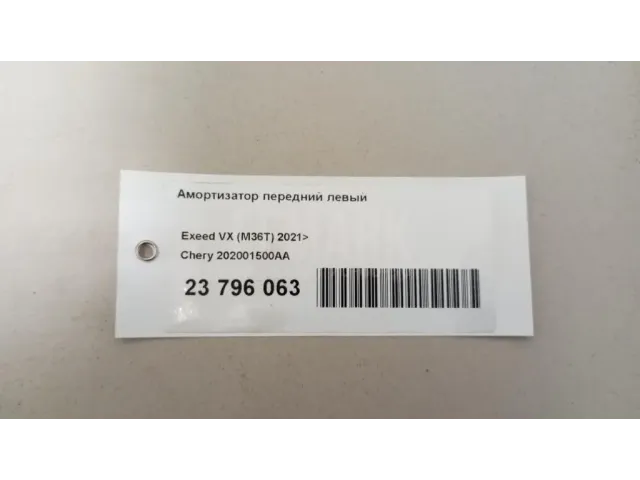 Амортизатор передний левый
Exeed VX (M36T) 2021>
Chery 202001500AA
23 796 063